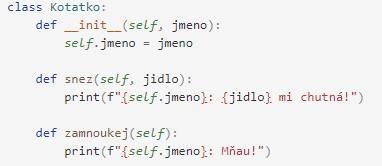 class Kotatko:
    def __init__(self, jmeno):
        self.jmeno = jmeno

    def snez(self, jidlo):
        print(f"{self.jmeno}: {jidlo} mi chutná!")

    def zamnoukej(self):
        print(f"{self.jmeno}: Mňau!")